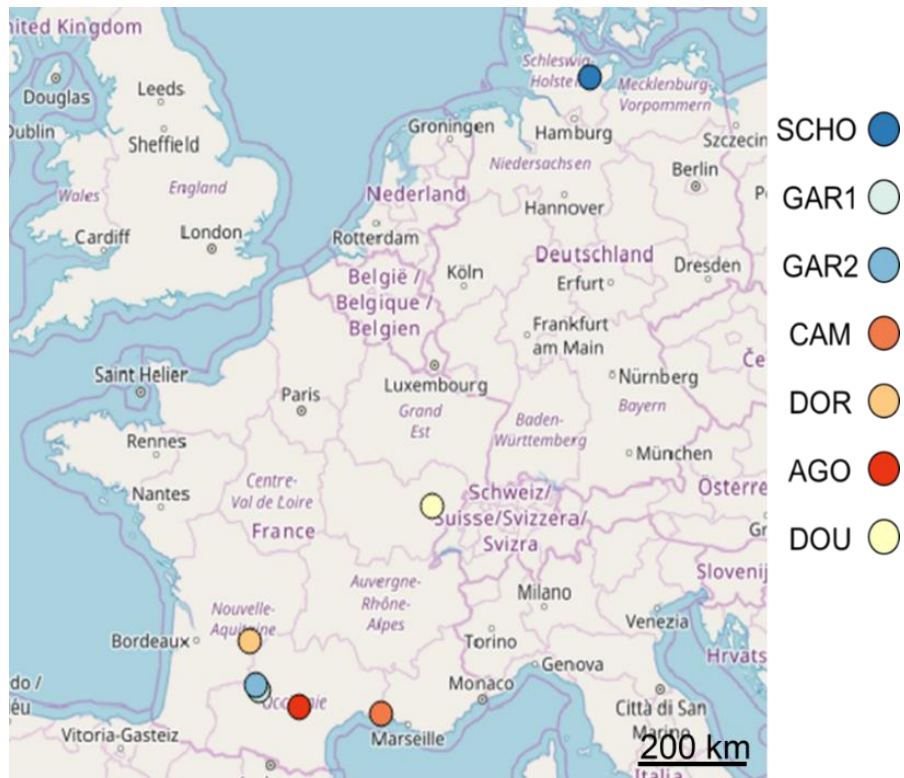 nited Kingdom
Douglas
Leeds
Dublin
Sheffield
Wales
England
Cardiff
London
Schleswig-
Holstein
Mecklenburg-
Vorpommern
Groningen
Hamburg
Szczecin
Niedersachsen
Berlin
Nederland
Hannover
Rotterdam
België /
Belgique /
Belgien
Köln
Deutschland
Erfurt
Dresden
Frankfurt
am Main
Saint Helier
Luxembourg
Nürnberg
Paris
Grand
Est
Bayern
Baden-
Württemberg
Rennes
München
Nantes
Centre-
Val de Loire
France
Schweiz/
Suisse/Svizzera/
Svizra
Österre
Slovenij
Auvergne-
Rhône-
Alpes
Milano
Nouvelle-
Aquitaine
Bordeaux
Torino
Venezia
Genova
Hrvats
Occitanie
Monaco
Città di San
Marino
Marseille
Vitoria-Gasteiz
200 km
Italia
SCHO
GAR1
GAR2
CAM
DOR
AGO
DOU